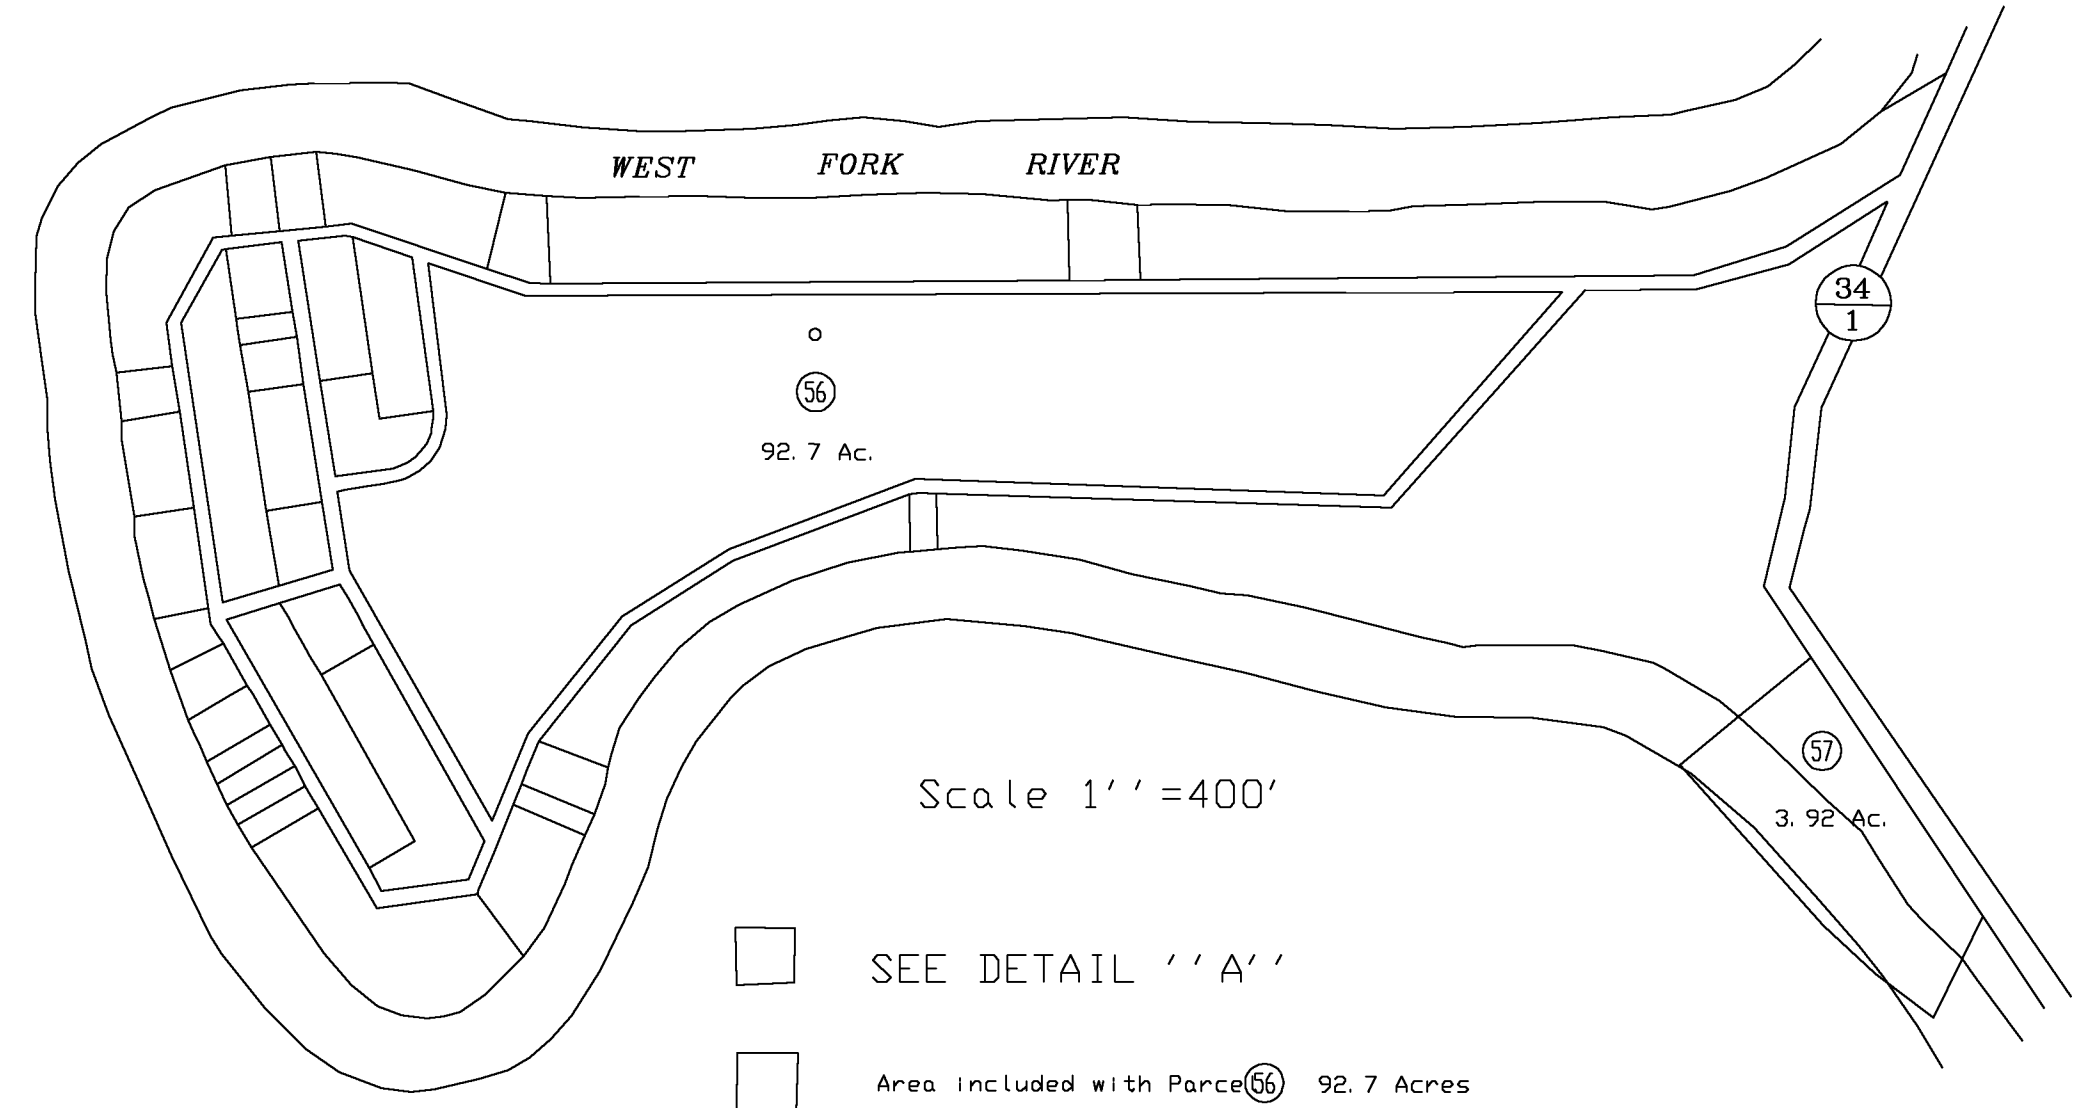 WEST FORK RIVER
34
1
56
92.7 Ac.
57
Scale 1''=400'
3.92 Ac.
SEE DETAIL ''A''
Area included with Parcel 56 92.7 Acres